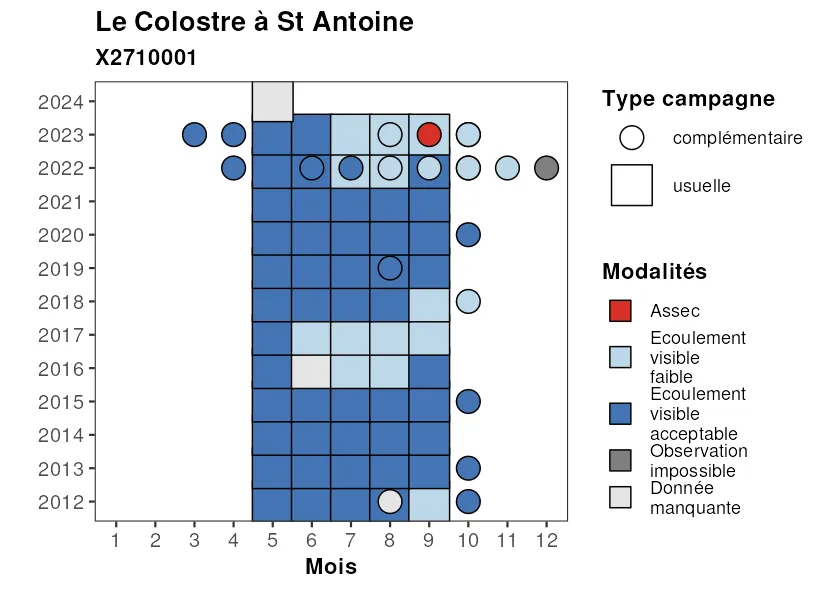 Le Colostre à St Antoine
X2710001
2024
2023
2022
2021
2020
2019
2018
2017
2016
2015
2014
2013
2012
1 2 3 4 5 6 7 8 9 10 11 12
Mois
Type campagne
complémentaire
usuelle
Modalités
Assec
Ecoulement
visible
faible
Ecoulement
visible
acceptable
Observation
impossible
Donnée
manquante